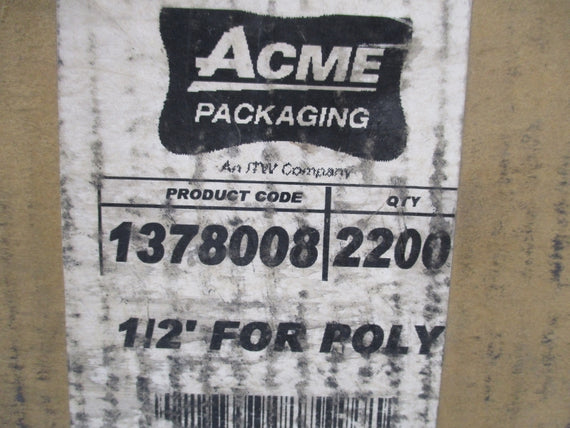 ACME
PACKAGING
An ITW Company
PRODUCT CODE QTY
1378008 2200
1/2' FOR POLY